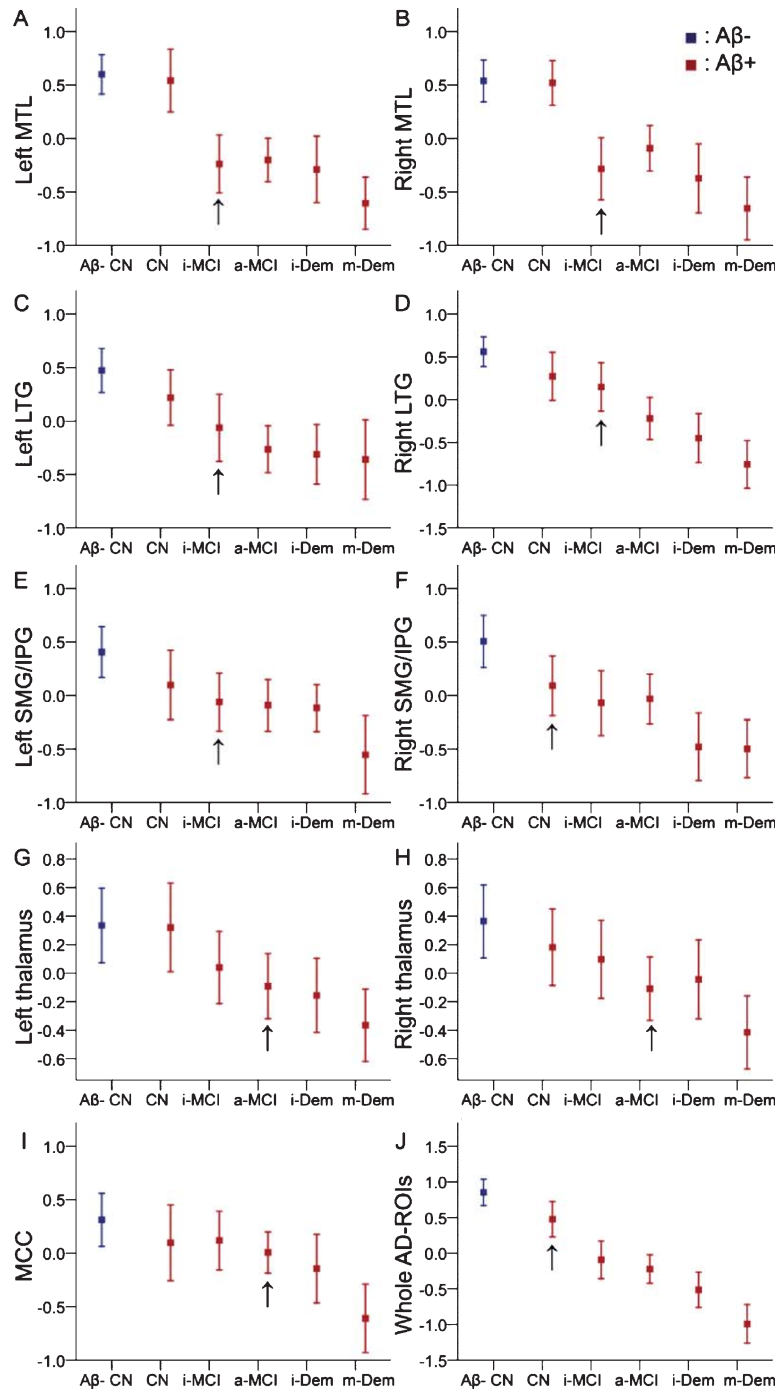 A
1.0
0.5
0.0
-0.5
-1.0
Left MTL
Aβ- CN CN i-MCI a-MCI i-Dem m-Dem
B
: Aβ-
: Aβ+
1.0
0.5
0.0
-0.5
-1.0
Right MTL
Aβ- CN CN i-MCI a-MCI i-Dem m-Dem
C
1.0
0.5
0.0
-0.5
-1.0
Left LTG
Aβ- CN CN i-MCI a-MCI i-Dem m-Dem
D
1.0
0.5
0.0
-0.5
-1.0
-1.5
Right LTG
Aβ- CN CN i-MCI a-MCI i-Dem m-Dem
E
1.0
0.5
0.0
-0.5
-1.0
Left SMG/IPG
Aβ- CN CN i-MCI a-MCI i-Dem m-Dem
F
1.0
0.5
0.0
-0.5
-1.0
Right SMG/IPG
Aβ- CN CN i-MCI a-MCI i-Dem m-Dem
G
0.8
0.6
0.4
0.2
0.0
-0.2
-0.4
-0.6
Left thalamus
Aβ- CN CN i-MCI a-MCI i-Dem m-Dem
H
0.8
0.6
0.4
0.2
0.0
-0.2
-0.4
-0.6
Right thalamus
Aβ- CN CN i-MCI a-MCI i-Dem m-Dem
I
1.0
0.5
0.0
-0.5
-1.0
MCC
Aβ- CN CN i-MCI a-MCI i-Dem m-Dem
J
1.5
1.0
0.5
0.0
-0.5
-1.0
-1.5
Whole AD-ROIs
Aβ- CN CN i-MCI a-MCI i-Dem m-Dem